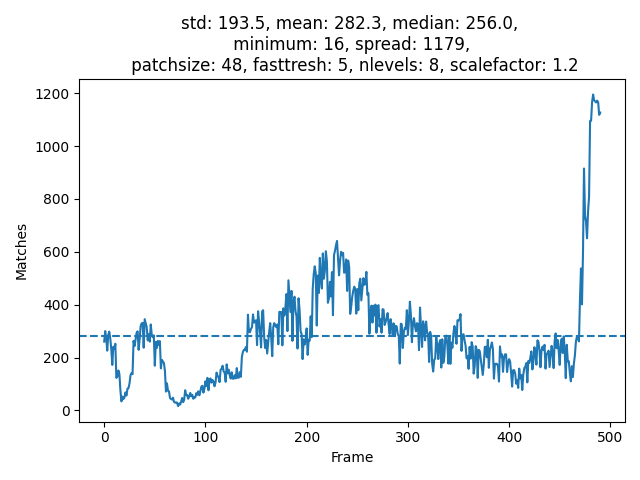 std: 193.5, mean: 282.3, median: 256.0,
minimum: 16, spread: 1179,
patchsize: 48, fasttresh: 5, nlevels: 8, scalefactor: 1.2
1200
1000
800
600
400
200
0
Matches
0 100 200 300 400 500
Frame